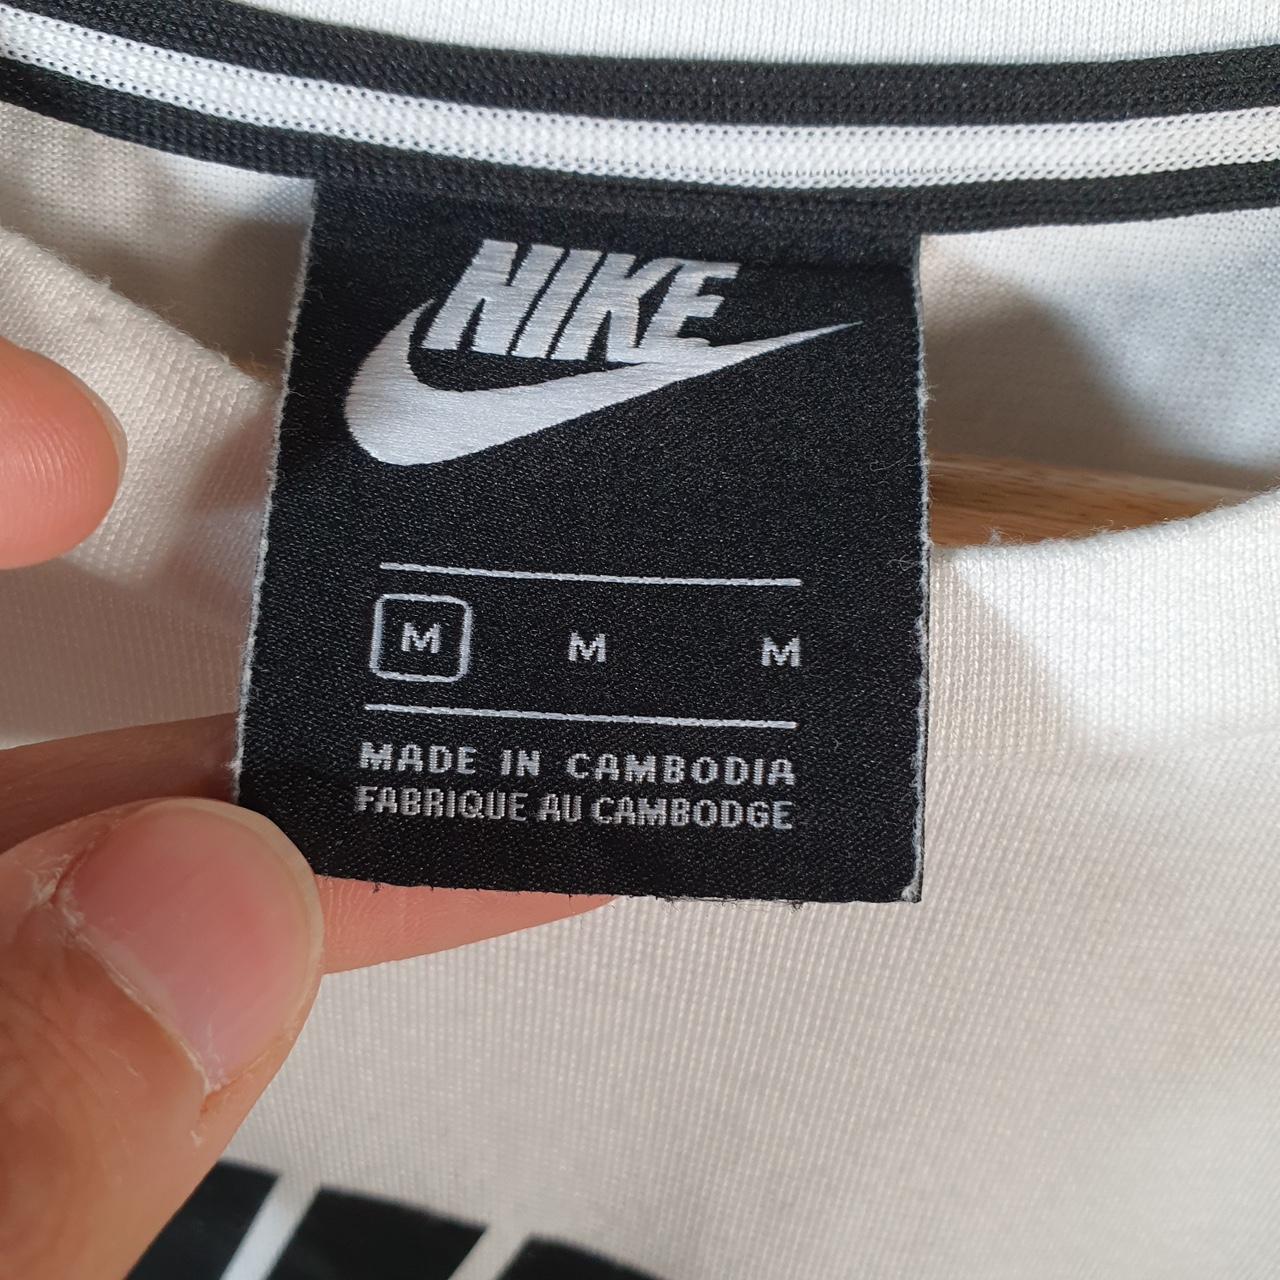 NIKE
M M M
MADE IN CAMBODIA
FABRIQUE AU CAMBODGE